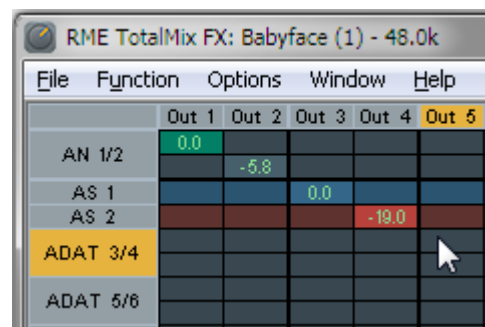 RME TotalMix FX: Babyface (1) - 48.0k
File Function Options Window Help
Out 1 Out 2 Out 3 Out 4 Out 5
AN 1/2 0.0
-5.8
AS 1 0.0
AS 2 -19.0
ADAT 3/4
ADAT 5/6